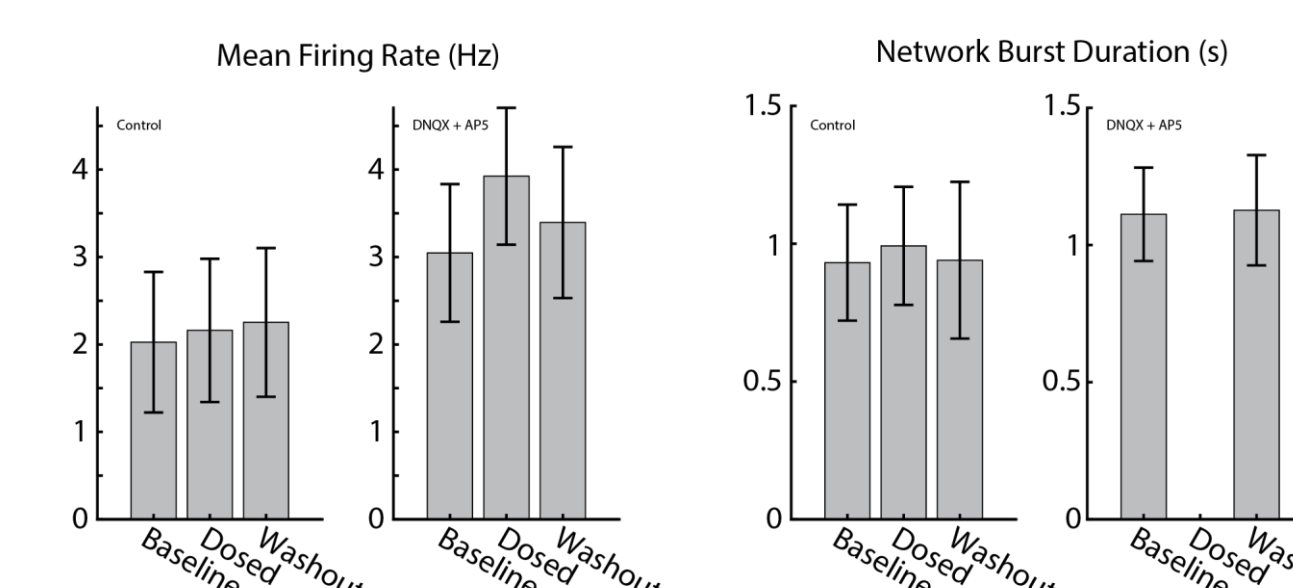 Mean Firing Rate (Hz)
Control
4
3
2
1
0
Baseline
Dosed
Washout
DNQX + AP5
4
3
2
1
0
Baseline
Dosed
Washout
Network Burst Duration (s)
1.5
Control
1
0.5
0
Baseline
Dosed
Washout
1.5
DNQX + AP5
1
0.5
0
Baseline
Dosed
Was